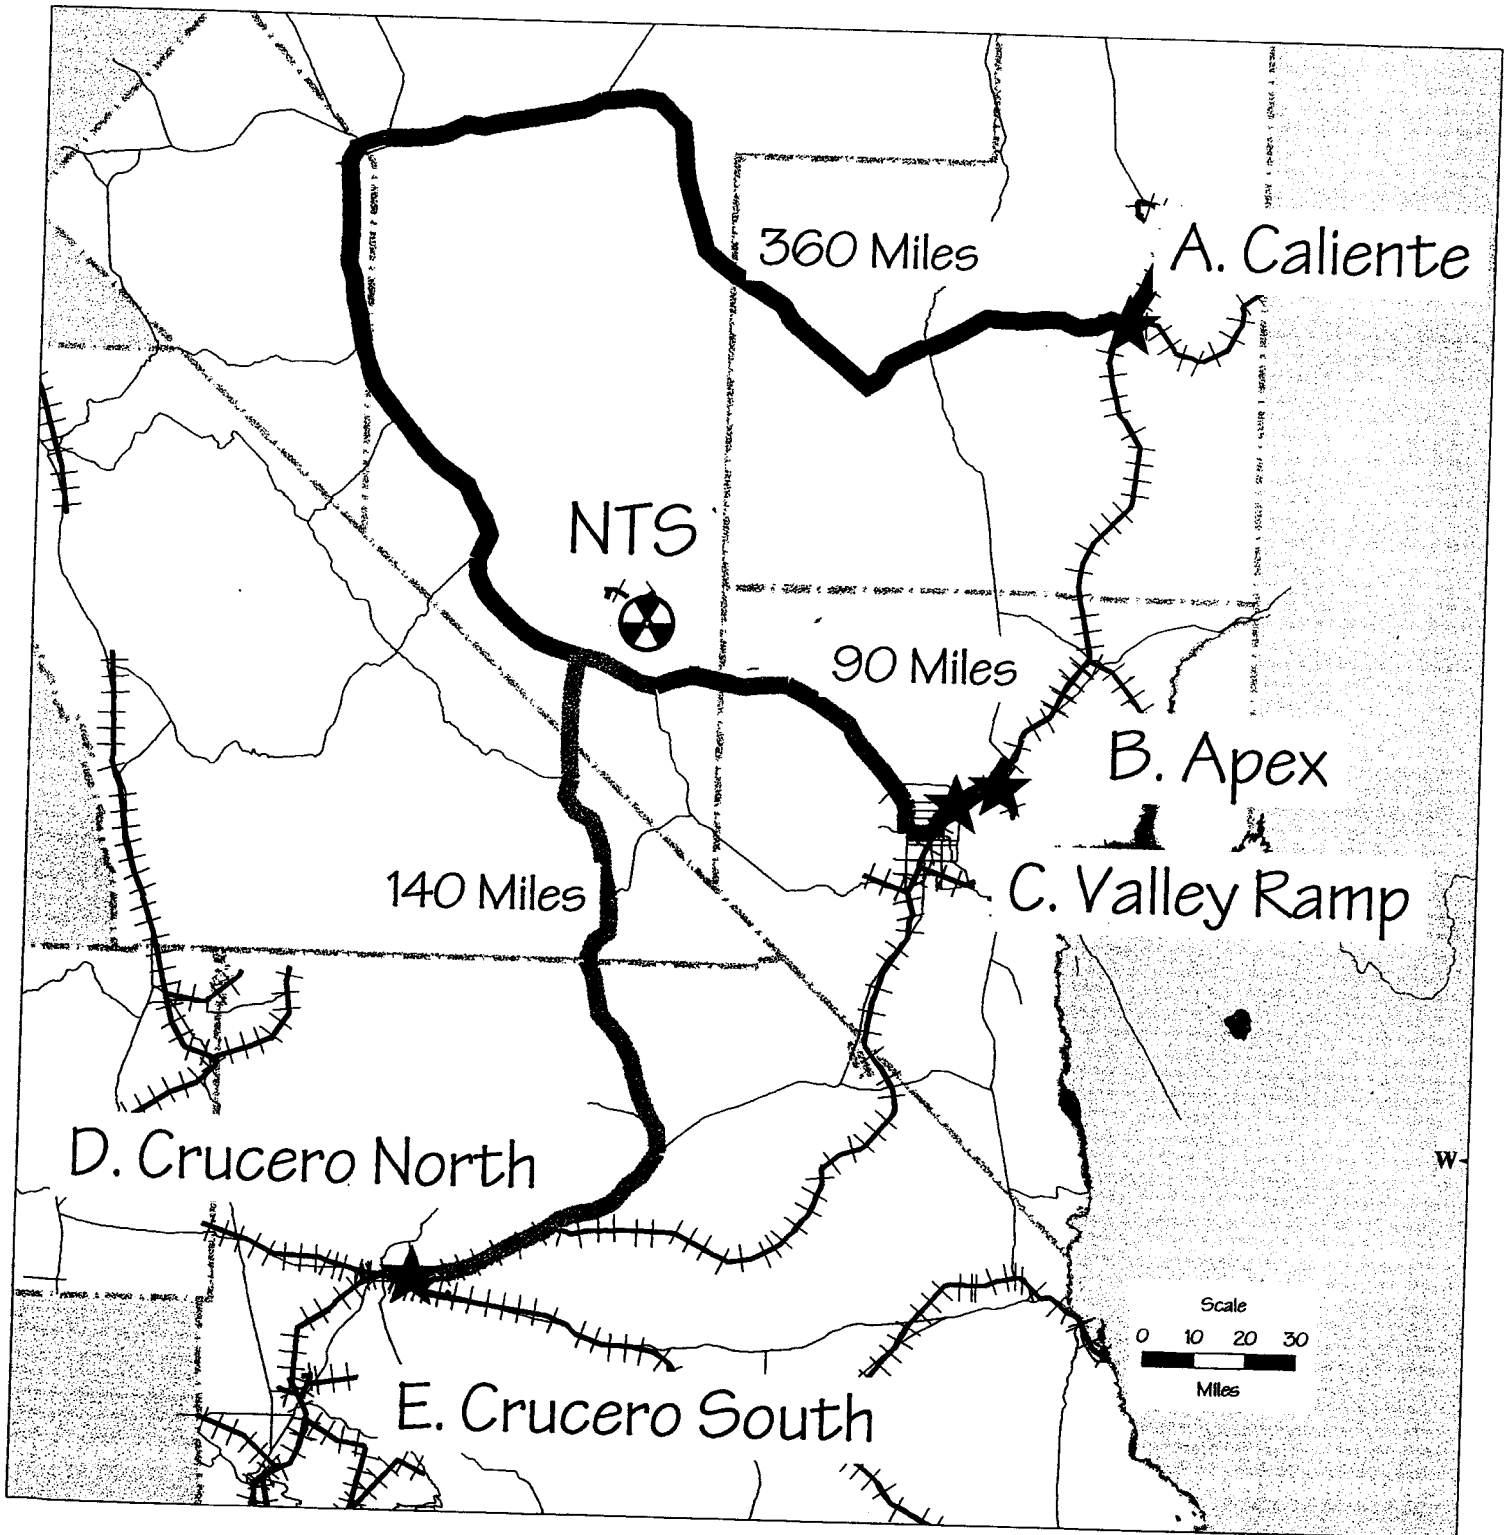 360 Miles
A. Caliente
NTS
90 Miles
B. Apex
140 Miles
C. Valley Ramp
D. Crucero North
W
Scale
0 10 20 30
Miles
E. Crucero South